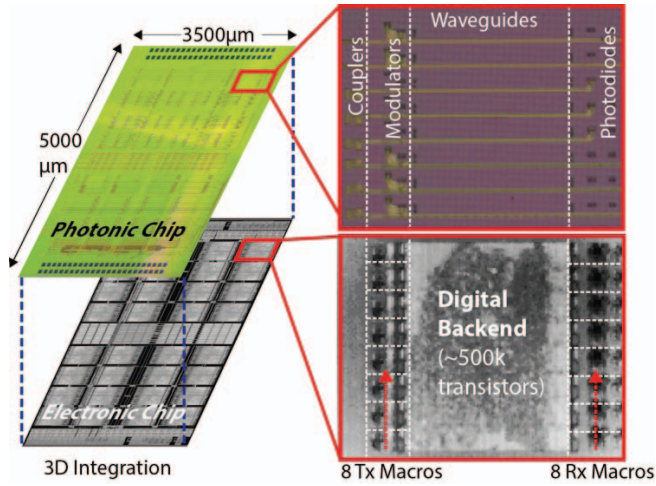 3500µm
5000
µm
Photonic Chip
Electronic Chip
3D Integration
Waveguides
Couplers
Modulators
Photodiodes
Digital
Backend
(~500k
transistors)
8 Tx Macros
8 Rx Macros